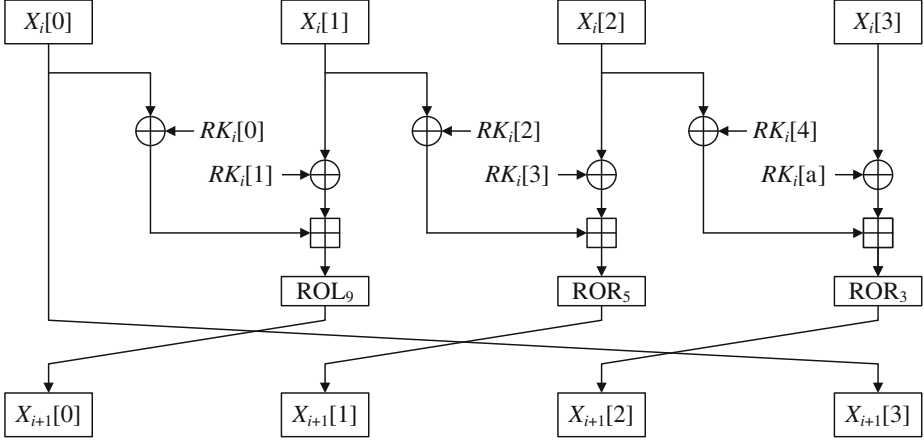 Xᵢ[0] Xᵢ[1] Xᵢ[2] Xᵢ[3]
RKᵢ[0] RKᵢ[2] RKᵢ[4]
RKᵢ[1] RKᵢ[3] RKᵢ[a]
ROL₉ ROR₅ ROR₃
Xᵢ₊₁[0] Xᵢ₊₁[1] Xᵢ₊₁[2] Xᵢ₊₁[3]